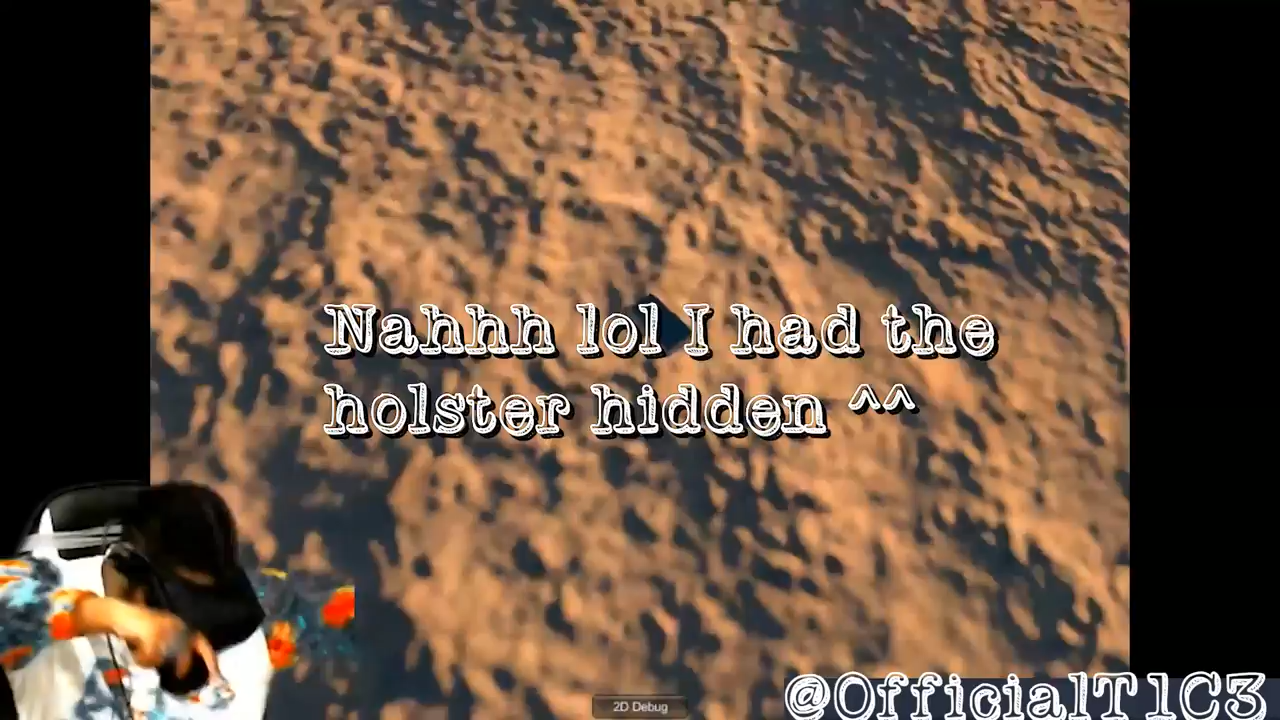 Nahhh lol I had the
holster hidden ^^
2D Debug
@OfficialT1C3